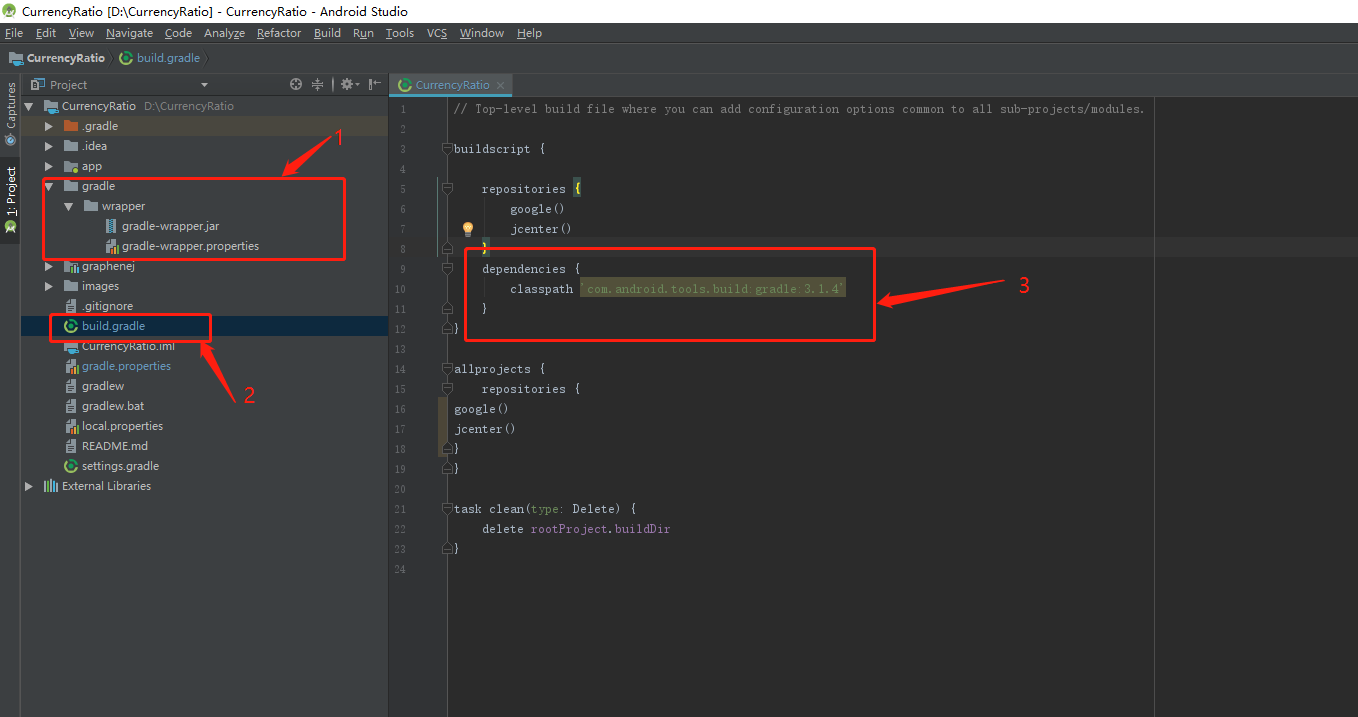 CurrencyRatio [D:\CurrencyRatio] - CurrencyRatio - Android Studio
File Edit View Navigate Code Analyze Refactor Build Run Tools VCS Window Help
CurrencyRatio build.gradle
Captures
1: Project
Project
CurrencyRatio D:\CurrencyRatio
.gradle
.idea
app
gradle
wrapper
gradle-wrapper.jar
gradle-wrapper.properties
graphenej
images
.gitignore
build.gradle
CurrencyRatio.iml
gradle.properties
gradlew
gradlew.bat
local.properties
README.md
settings.gradle
External Libraries
1
2
CurrencyRatio
1 // Top-level build file where you can add configuration options common to all sub-projects/modules.
2
3 buildscript {
4
5 repositories {
6 google()
7 jcenter()
8 }
9 dependencies {
10 classpath 'com.android.tools.build:gradle:3.1.4'
11 }
12 }
13
14 allprojects {
15 repositories {
16 google()
17 jcenter()
18 }
19 }
20
21 task clean(type: Delete) {
22 delete rootProject.buildDir
23 }
24
3